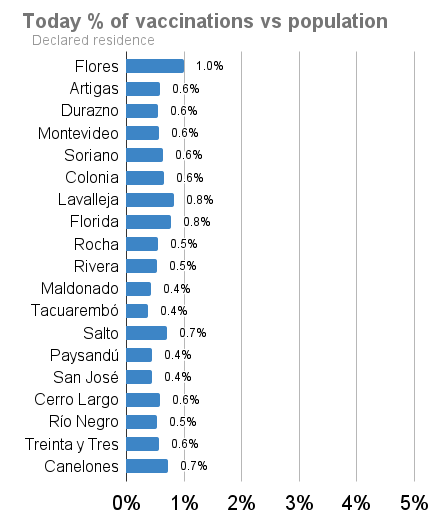 Today % of vaccinations vs population
Declared residence
Flores 1.0%
Artigas 0.6%
Durazno 0.6%
Montevideo 0.6%
Soriano 0.6%
Colonia 0.6%
Lavalleja 0.8%
Florida 0.8%
Rocha 0.5%
Rivera 0.5%
Maldonado 0.4%
Tacuarembó 0.4%
Salto 0.7%
Paysandú 0.4%
San José 0.4%
Cerro Largo 0.6%
Río Negro 0.5%
Treinta y Tres 0.6%
Canelones 0.7%
0% 1% 2% 3% 4% 5%